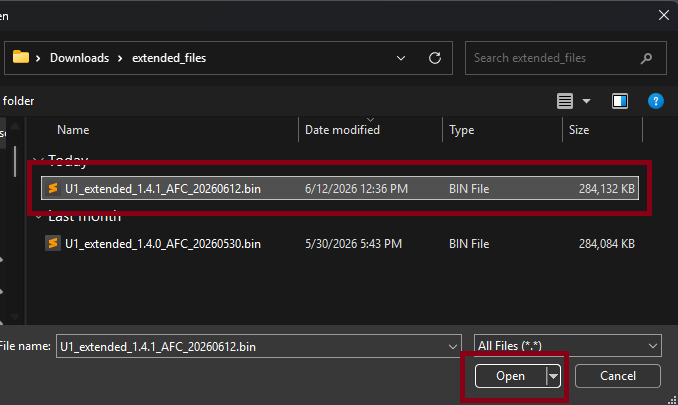 en
Downloads > extended_files
Search extended_files
folder
Name Date modified Type Size
Today
U1_extended_1.4.1_AFC_20260612.bin 6/12/2026 12:36 PM BIN File 284,132 KB
Last month
U1_extended_1.4.0_AFC_20260530.bin 5/30/2026 5:43 PM BIN File 284,084 KB
File name: U1_extended_1.4.1_AFC_20260612.bin All Files (*.*)
Open Cancel